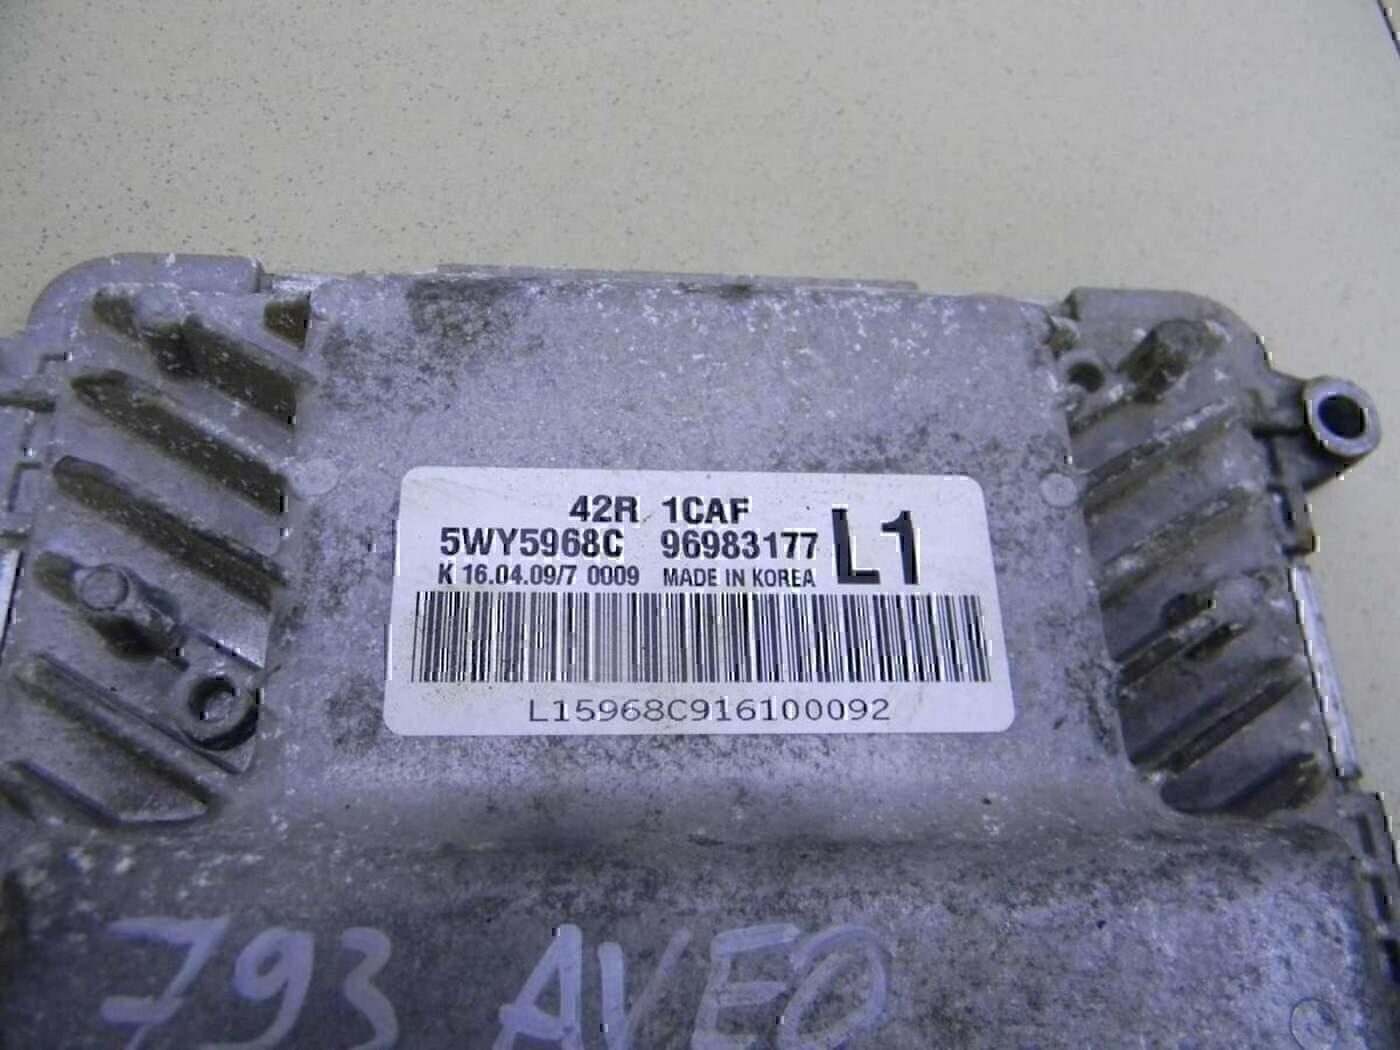 42R 1CAF
5WY5968C 96983177 L1
K 16.04.09/7 0009 MADE IN KOREA
L15968C916100092
793 AVEO